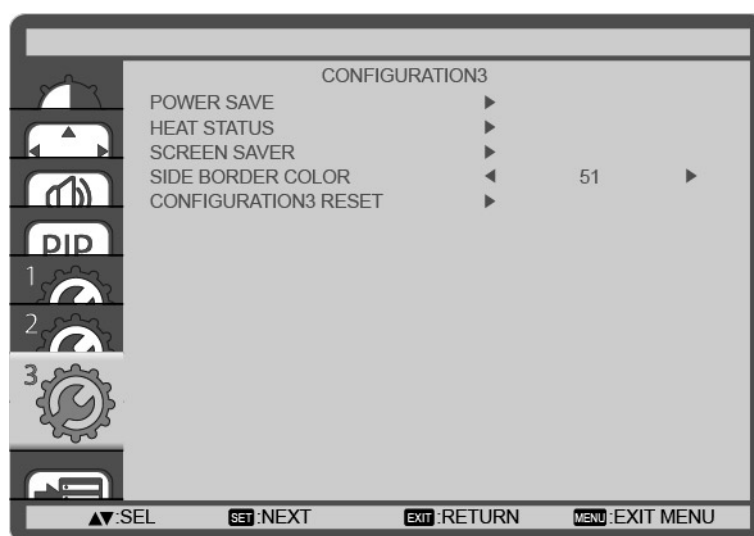 CONFIGURATION3
POWER SAVE ▶
HEAT STATUS ▶
SCREEN SAVER ▶
SIDE BORDER COLOR ◀ 51 ▶
CONFIGURATION3 RESET ▶
PIP
1
2
3
▲▼:SEL SET:NEXT EXIT:RETURN MENU:EXIT MENU